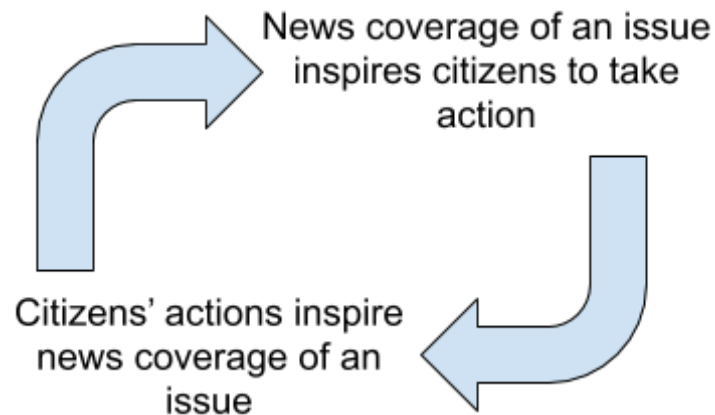 News coverage of an issue
inspires citizens to take
action
Citizens’ actions inspire
news coverage of an
issue